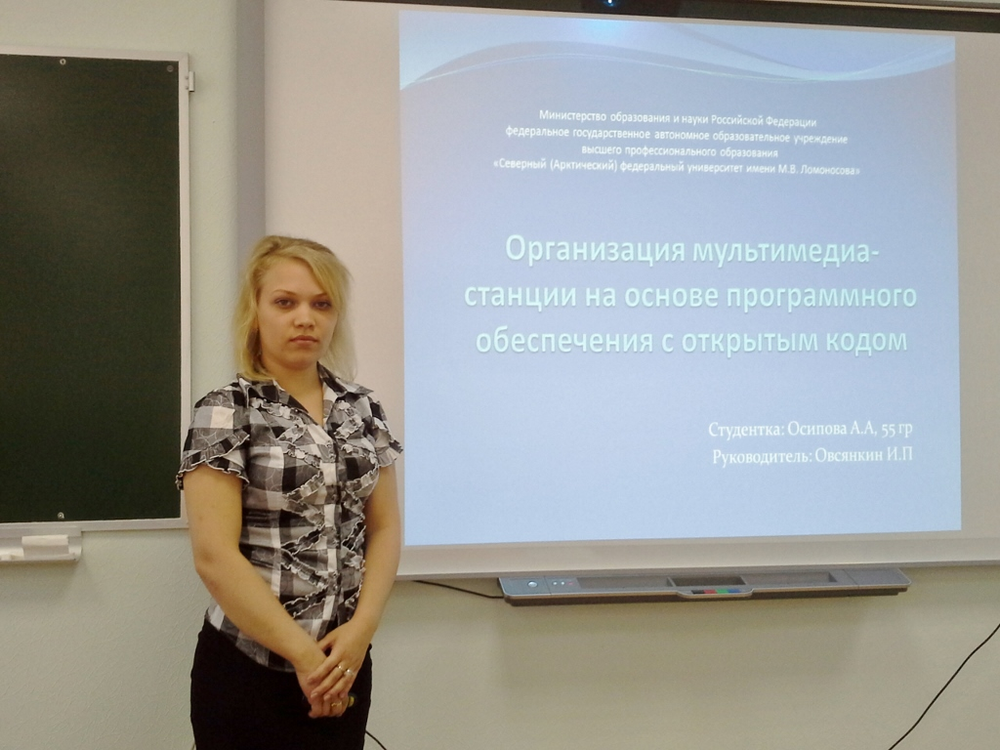 Министерство образования и науки Российской Федерации
федеральное государственное автономное образовательное учреждение
высшего профессионального образования
«Северный (Арктический) федеральный университет имени М.В. Ломоносова»
Организация мультимедиа-
станции на основе программного
обеспечения с открытым кодом
Студентка: Осипова А.А, 55 гр
Руководитель: Овсянкин И.П